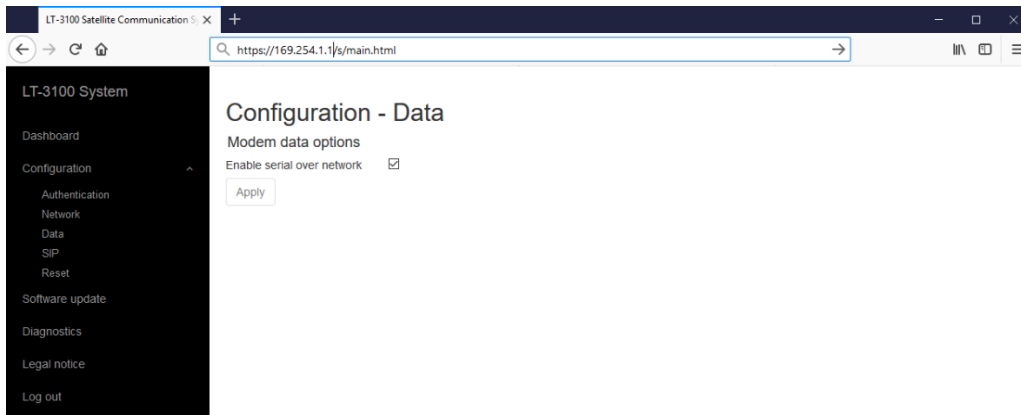 LT-3100 Satellite Communication S
https://169.254.1.1/s/main.html
LT-3100 System
Dashboard
Configuration
Authentication
Network
Data
SIP
Reset
Software update
Diagnostics
Legal notice
Log out
Configuration - Data
Modem data options
Enable serial over network
Apply